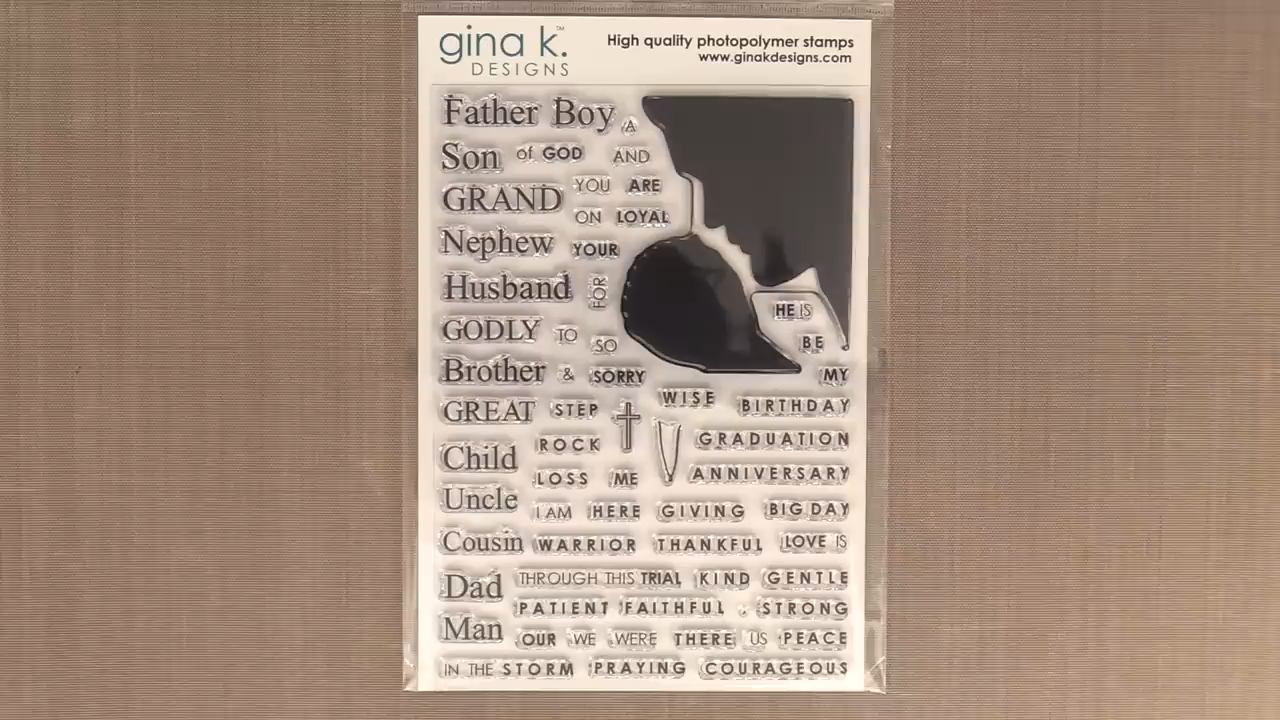 gina k.™
DESIGNS
High quality photopolymer stamps
www.ginakdesigns.com
Father Boy A
Son of GOD AND
GRAND YOU ARE
ON LOYAL
Nephew YOUR
Husband FOR
HE IS
GODLY TO SO
BE
Brother & SORRY
MY
WISE BIRTHDAY
GREAT STEP
ROCK GRADUATION
Child
LOSS ME ANNIVERSARY
Uncle
I AM HERE GIVING BIG DAY
Cousin WARRIOR THANKFUL LOVE IS
Dad THROUGH THIS TRIAL KIND GENTLE
PATIENT FAITHFUL STRONG
Man OUR WE WERE THERE US PEACE
IN THE STORM PRAYING COURAGEOUS